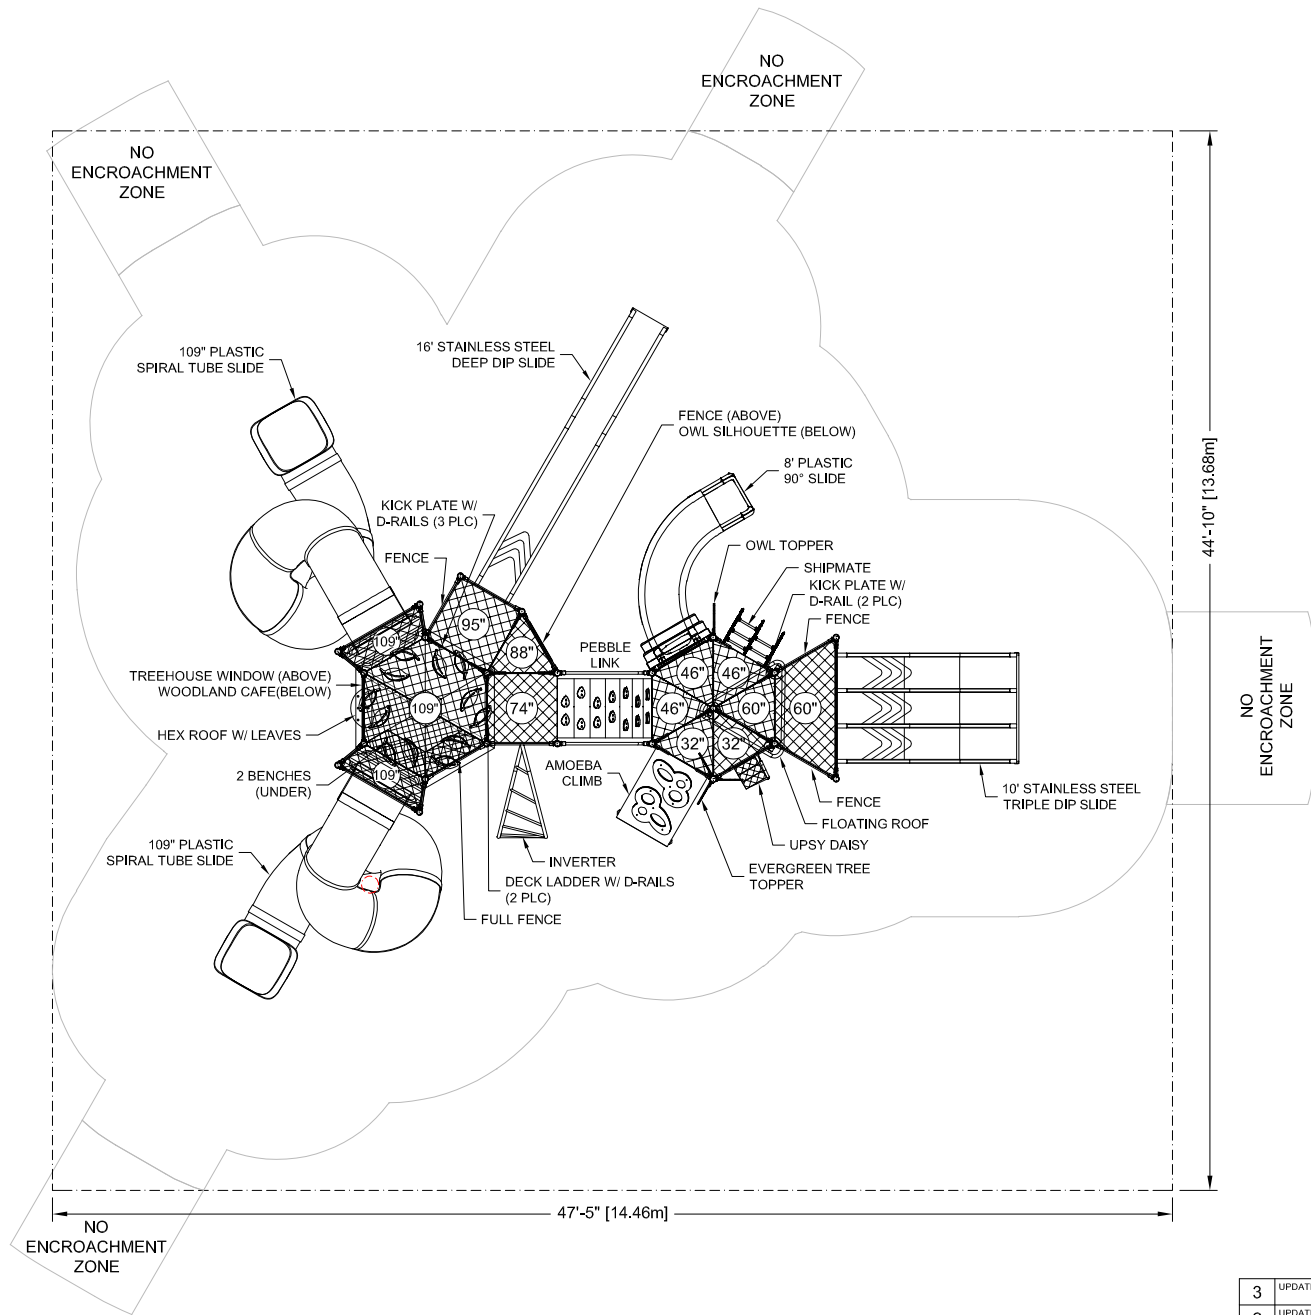 NO
ENCROACHMENT
ZONE
NO
ENCROACHMENT
ZONE
109" PLASTIC
SPIRAL TUBE SLIDE
16' STAINLESS STEEL
DEEP DIP SLIDE
FENCE (ABOVE)
OWL SILHOUETTE (BELOW)
8' PLASTIC
90° SLIDE
44'-10" [13.68m]
KICK PLATE W/
D-RAILS (3 PLC)
FENCE
OWL TOPPER
SHIPMATE
KICK PLATE W/
D-RAIL (2 PLC)
FENCE
95"
109"
88"
PEBBLE
LINK
46"
46"
TREEHOUSE WINDOW (ABOVE)
WOODLAND CAFE(BELOW)
109"
74"
46"
60"
60"
NO
ENCROACHMENT
ZONE
HEX ROOF W/ LEAVES
32"
32"
2 BENCHES
(UNDER)
109"
AMOEBA
CLIMB
10' STAINLESS STEEL
TRIPLE DIP SLIDE
FENCE
FLOATING ROOF
UPSY DAISY
109" PLASTIC
SPIRAL TUBE SLIDE
INVERTER
EVERGREEN TREE
TOPPER
DECK LADDER W/ D-RAILS
(2 PLC)
FULL FENCE
47'-5" [14.46m]
NO
ENCROACHMENT
ZONE
3